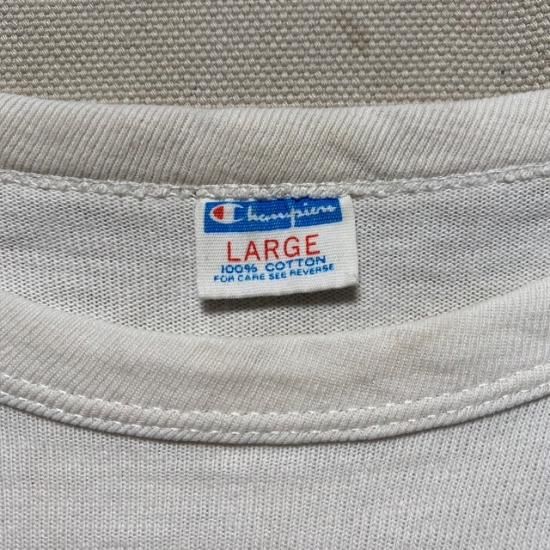 Champion
LARGE
100% COTTON
FOR CARE SEE REVERSE